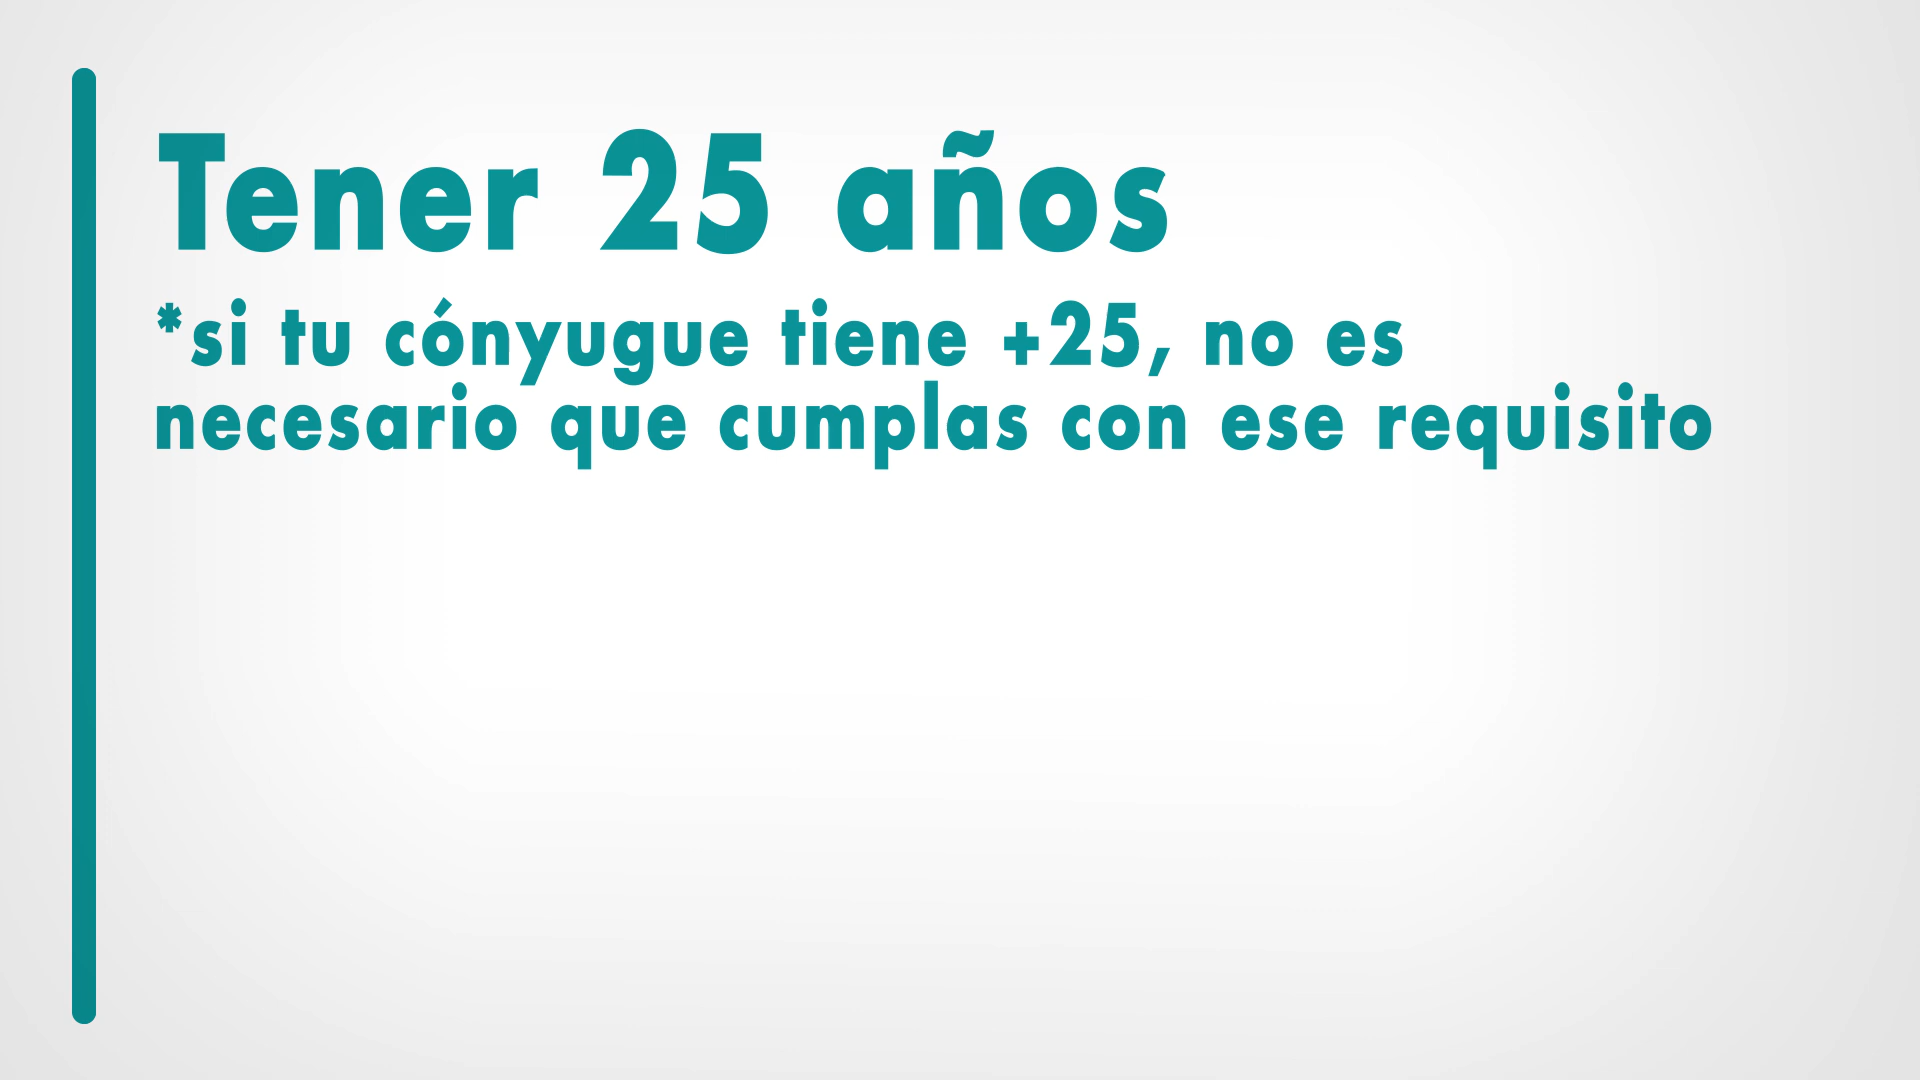 Tener 25 años
*si tu cónyugue tiene +25, no es
necesario que cumplas con ese requisito